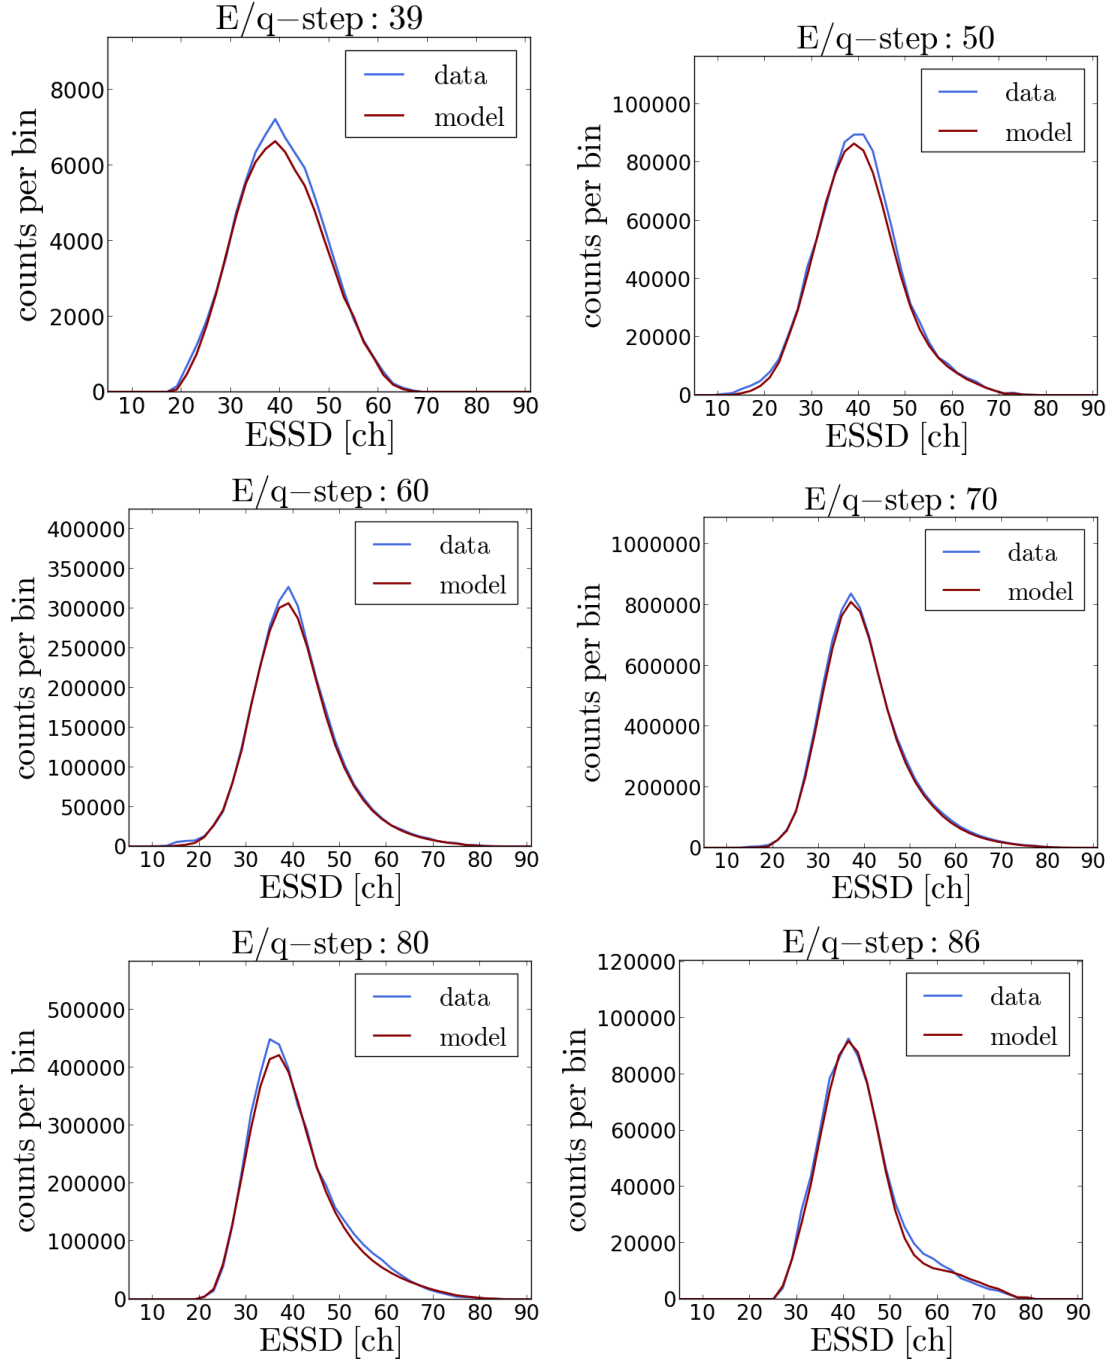 E/q−step: 39
8000
6000
4000
2000
0
counts per bin
data
model
10 20 30 40 50 60 70 80 90
ESSD [ch]
E/q−step: 50
100000
80000
60000
40000
20000
0
counts per bin
data
model
10 20 30 40 50 60 70 80 90
ESSD [ch]
E/q−step: 60
400000
350000
300000
250000
200000
150000
100000
50000
0
counts per bin
data
model
10 20 30 40 50 60 70 80 90
ESSD [ch]
E/q−step: 70
1000000
800000
600000
400000
200000
0
counts per bin
data
model
10 20 30 40 50 60 70 80 90
ESSD [ch]
E/q−step: 80
500000
400000
300000
200000
100000
0
counts per bin
data
model
10 20 30 40 50 60 70 80 90
ESSD [ch]
E/q−step: 86
120000
100000
80000
60000
40000
20000
0
counts per bin
data
model
10 20 30 40 50 60 70 80 90
ESSD [ch]